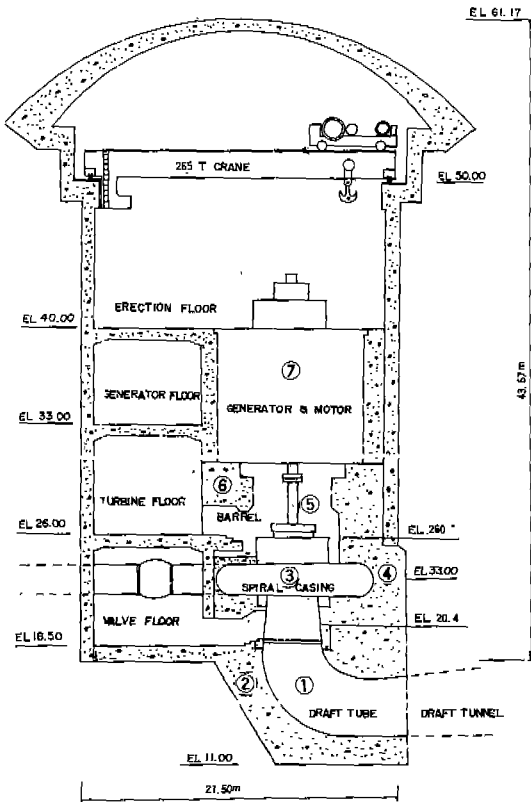 EL 61.17
265 T CRANE
EL 50.00
ERECTION FLOOR
EL 40.00
⑦
GENERATOR FLOOR
GENERATOR & MOTOR
43.67m
EL 33.00
⑥
⑤
TURBINE FLOOR
BARREL
EL 26.00
EL .260
③
④
EL 33.00
SPIRAL CASING
VALVE FLOOR
EL 20.4
EL 18.50
②
①
DRAFT TUBE
DRAFT TUNNEL
EL 11.00
27.50m